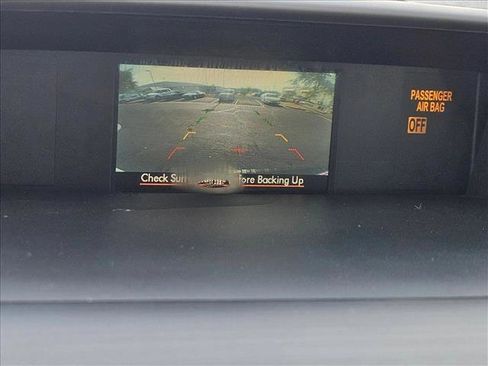 PASSENGER
AIR BAG
OFF
Check Backing Up